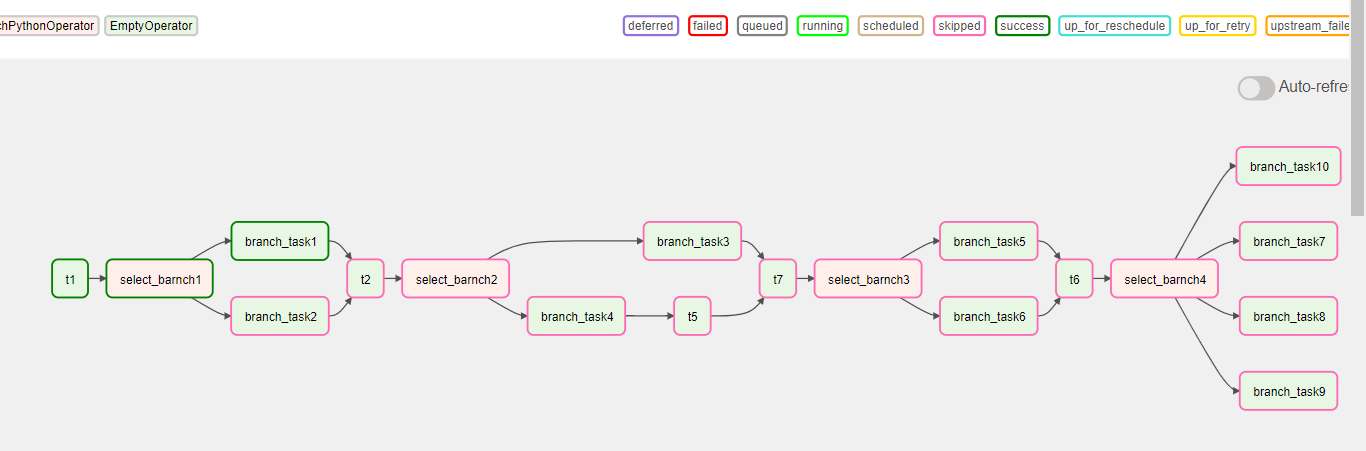 chPythonOperator EmptyOperator deferred failed queued running scheduled skipped success up_for_reschedule up_for_retry upstream_faile
Auto-refre
branch_task10
branch_task1 branch_task3 branch_task5 branch_task7
t1 select_barnch1 t2 select_barnch2 t7 select_barnch3 t6 select_barnch4
branch_task2 branch_task4 t5 branch_task6 branch_task8
branch_task9